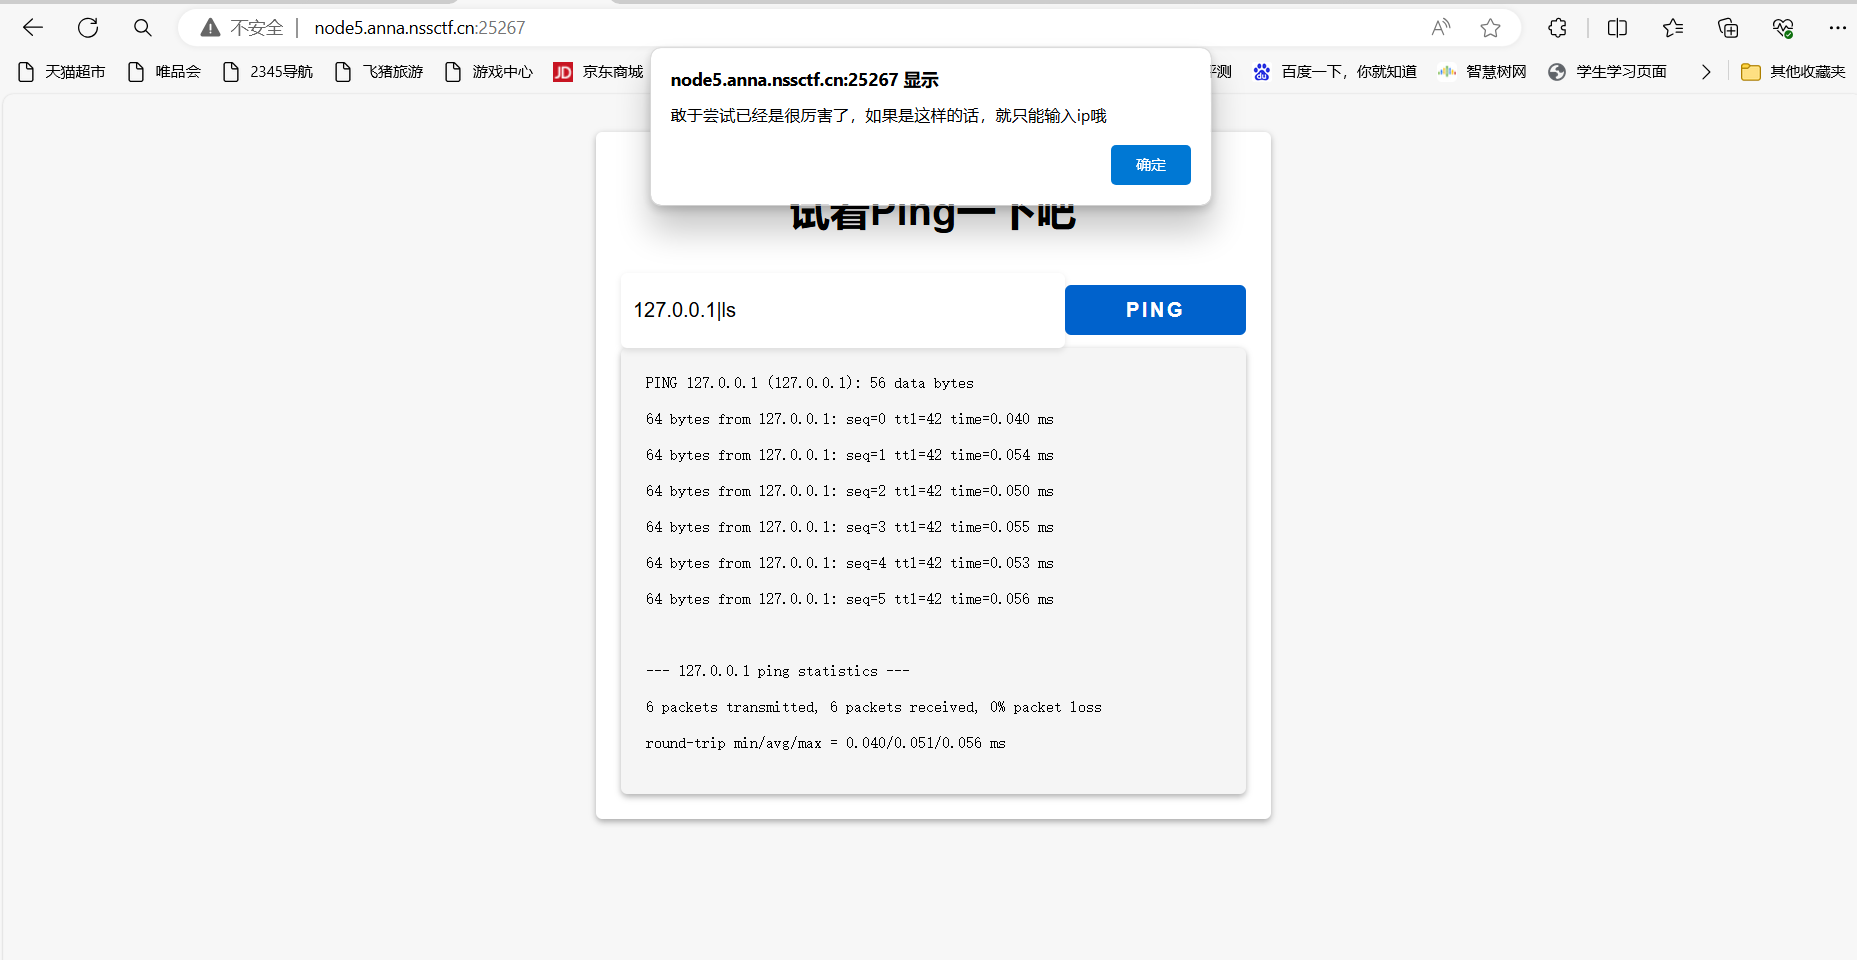 不安全 node5.anna.nssctf.cn:25267
天猫超市 唯品会 2345导航 飞猪旅游 游戏中心 JD 京东商城 评测 百度一下，你就知道 智慧树网 学生学习页面 其他收藏夹
node5.anna.nssctf.cn:25267 显示
敢于尝试已经是很厉害了，如果是这样的话，就只能输入ip哦
确定
试着Ping一下吧
127.0.0.1|ls
PING
PING 127.0.0.1 (127.0.0.1): 56 data bytes
64 bytes from 127.0.0.1: seq=0 ttl=42 time=0.040 ms
64 bytes from 127.0.0.1: seq=1 ttl=42 time=0.054 ms
64 bytes from 127.0.0.1: seq=2 ttl=42 time=0.050 ms
64 bytes from 127.0.0.1: seq=3 ttl=42 time=0.055 ms
64 bytes from 127.0.0.1: seq=4 ttl=42 time=0.053 ms
64 bytes from 127.0.0.1: seq=5 ttl=42 time=0.056 ms
--- 127.0.0.1 ping statistics ---
6 packets transmitted, 6 packets received, 0% packet loss
round-trip min/avg/max = 0.040/0.051/0.056 ms